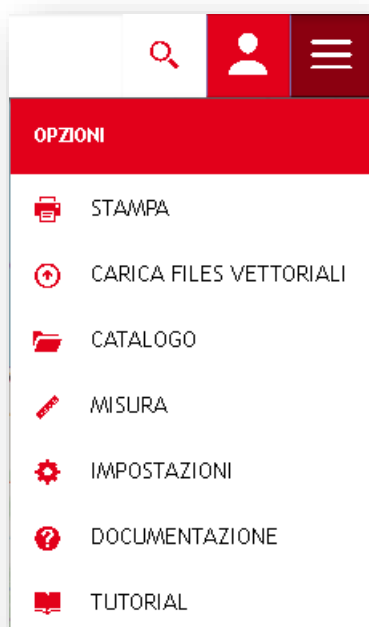 OPZIONI
STAMPA
CARICA FILES VETTORIALI
CATALOGO
MISURA
IMPOSTAZIONI
DOCUMENTAZIONE
TUTORIAL